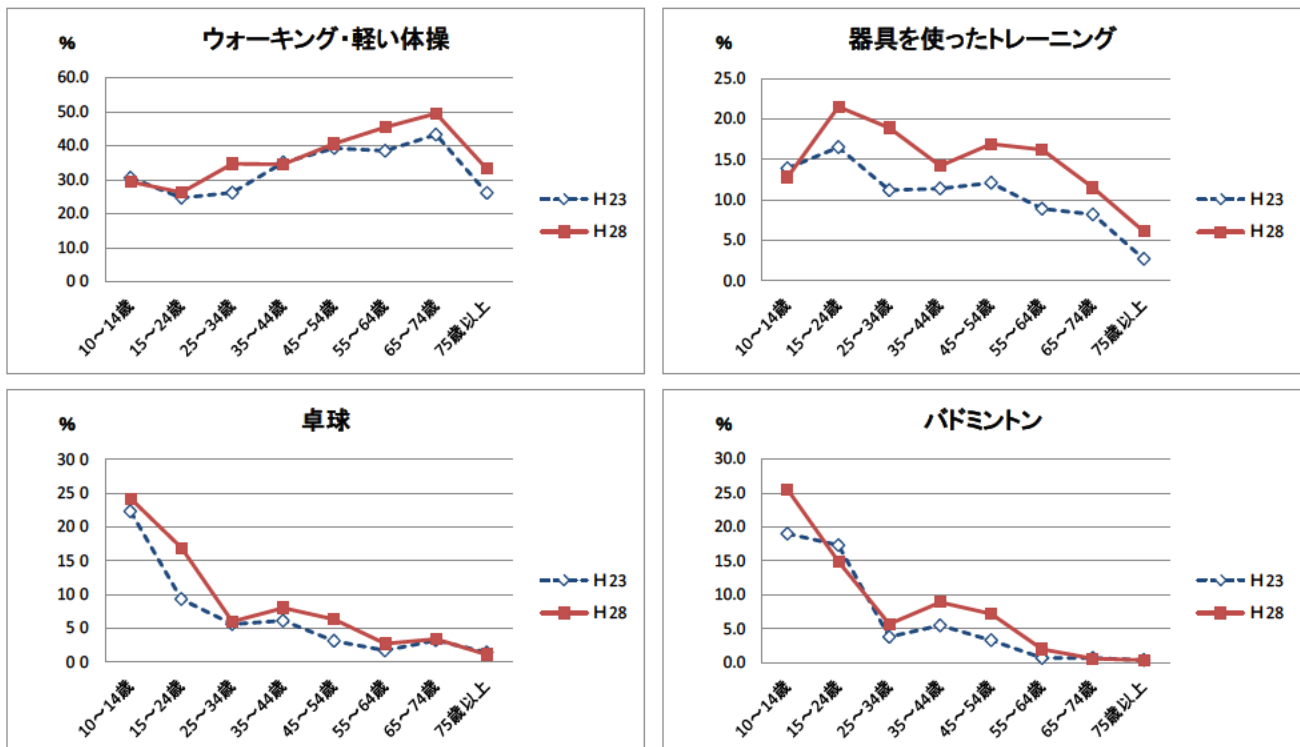 ウォーキング・軽い体操
%
60.0
50.0
40.0
30.0
20.0
10.0
0 0
10～14歳
15～24歳
25～34歳
35～44歳
45～54歳
55～64歳
65～74歳
75歳以上
H23
H28
器具を使ったトレーニング
%
25.0
20.0
15.0
10.0
5.0
0.0
10～14歳
15～24歳
25～34歳
35～44歳
45～54歳
55～64歳
65～74歳
75歳以上
H23
H28
卓球
%
30 0
25 0
20 0
15 0
10 0
5 0
0 0
10～14歳
15～24歳
25～34歳
35～44歳
45～54歳
55～64歳
65～74歳
75歳以上
H23
H28
バドミントン
%
30.0
25.0
20.0
15.0
10.0
5.0
0.0
10～14歳
15～24歳
25～34歳
35～44歳
45～54歳
55～64歳
65～74歳
75歳以上
H23
H28